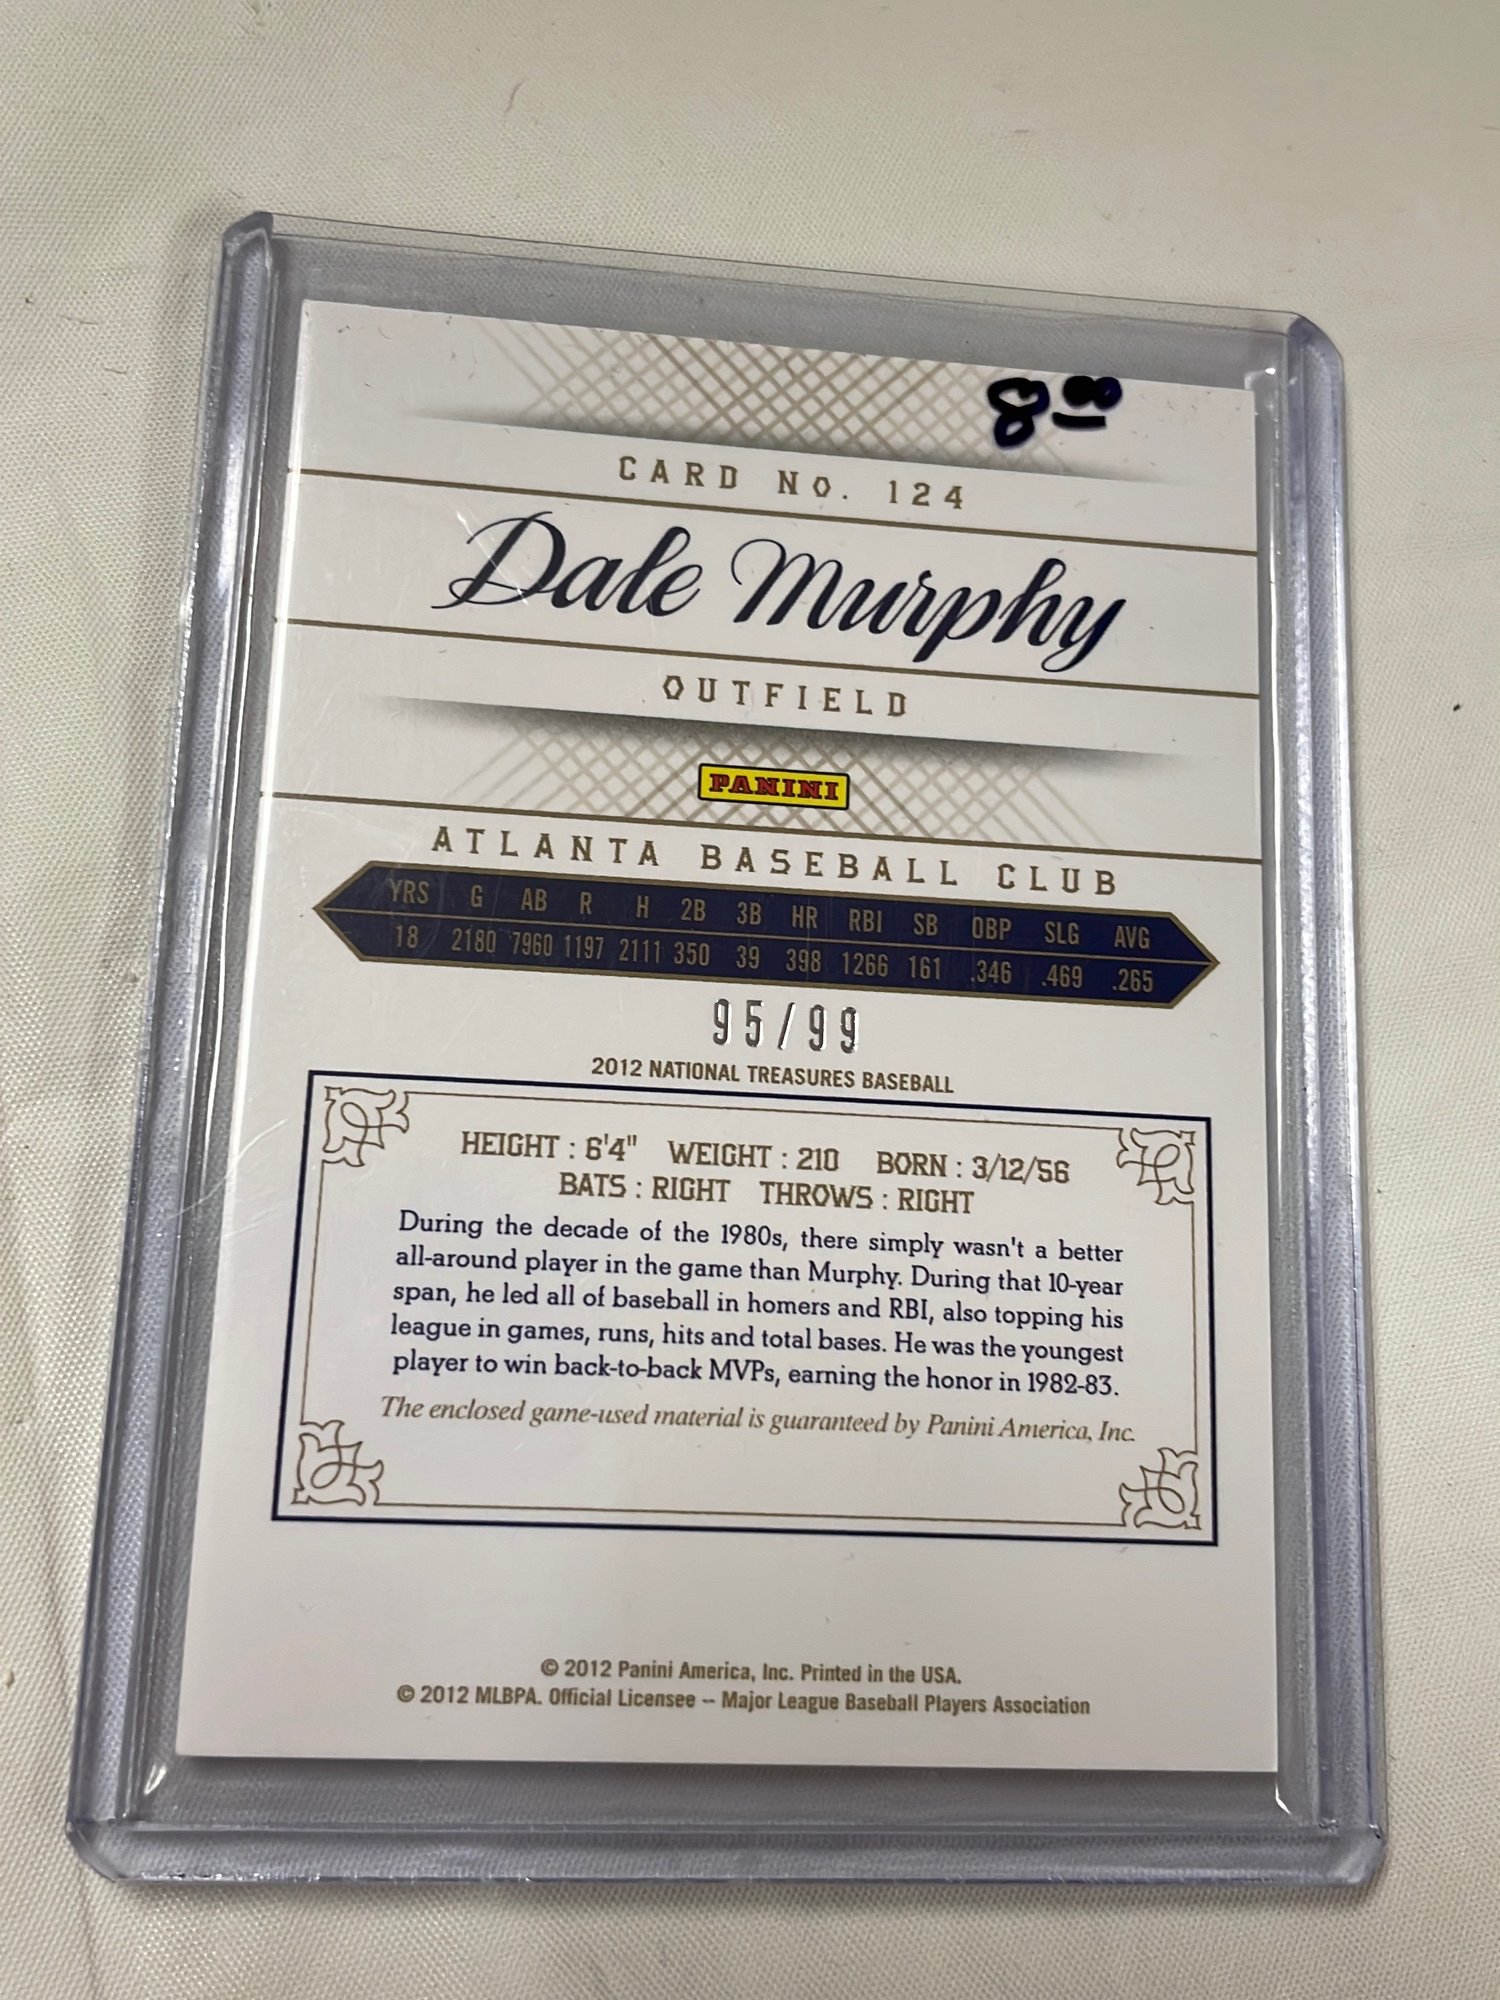 8.00
CARD NO. 124
Dale Murphy
OUTFIELD
PANINI
ATLANTA BASEBALL CLUB
YRS G AB R H 2B 3B HR RBI SB OBP SLG AVG
18 2180 7960 1197 2111 350 39 398 1266 161 .346 .469 .265
95/99
2012 NATIONAL TREASURES BASEBALL
HEIGHT : 6'4" WEIGHT : 210 BORN : 3/12/56
BATS : RIGHT THROWS : RIGHT
During the decade of the 1980s, there simply wasn't a better
all-around player in the game than Murphy. During that 10-year
span, he led all of baseball in homers and RBI, also topping his
league in games, runs, hits and total bases. He was the youngest
player to win back-to-back MVPs, earning the honor in 1982-83.
The enclosed game-used material is guaranteed by Panini America, Inc.
© 2012 Panini America, Inc. Printed in the USA.
© 2012 MLBPA. Official Licensee -- Major League Baseball Players Association